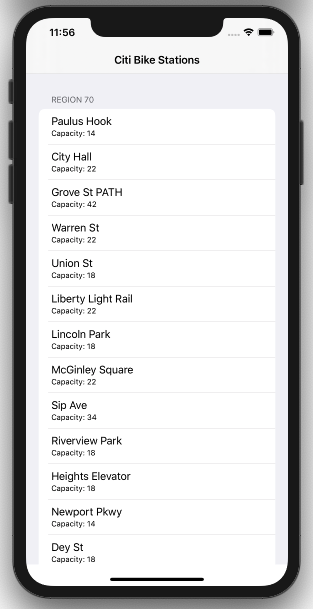 11:56
Citi Bike Stations
REGION 70
Paulus Hook
Capacity: 14
City Hall
Capacity: 22
Grove St PATH
Capacity: 42
Warren St
Capacity: 22
Union St
Capacity: 18
Liberty Light Rail
Capacity: 22
Lincoln Park
Capacity: 18
McGinley Square
Capacity: 22
Sip Ave
Capacity: 34
Riverview Park
Capacity: 18
Heights Elevator
Capacity: 18
Newport Pkwy
Capacity: 14
Dey St
Capacity: 18